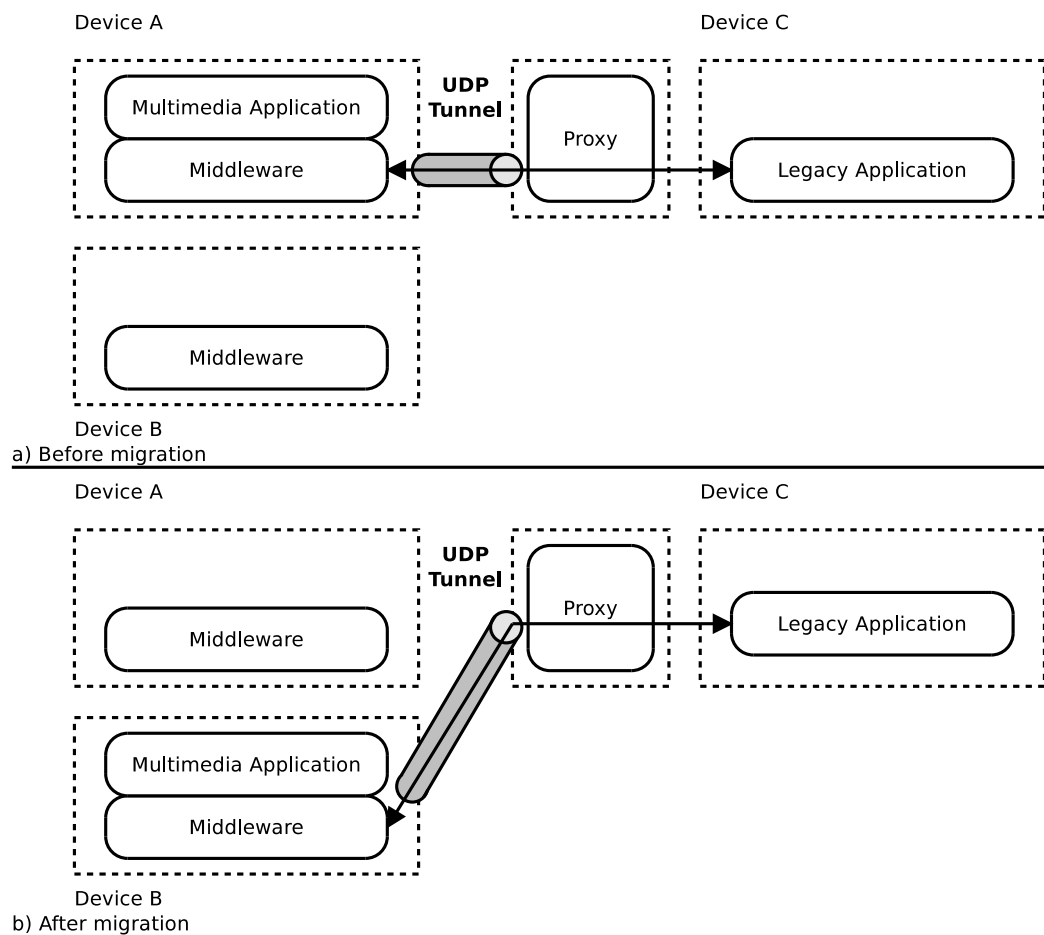 Device A
Device C
UDP
Tunnel
Multimedia Application
Proxy
Middleware
Legacy Application
Middleware
Device B
a) Before migration
Device A
Device C
UDP
Tunnel
Proxy
Middleware
Legacy Application
Multimedia Application
Middleware
Device B
b) After migration